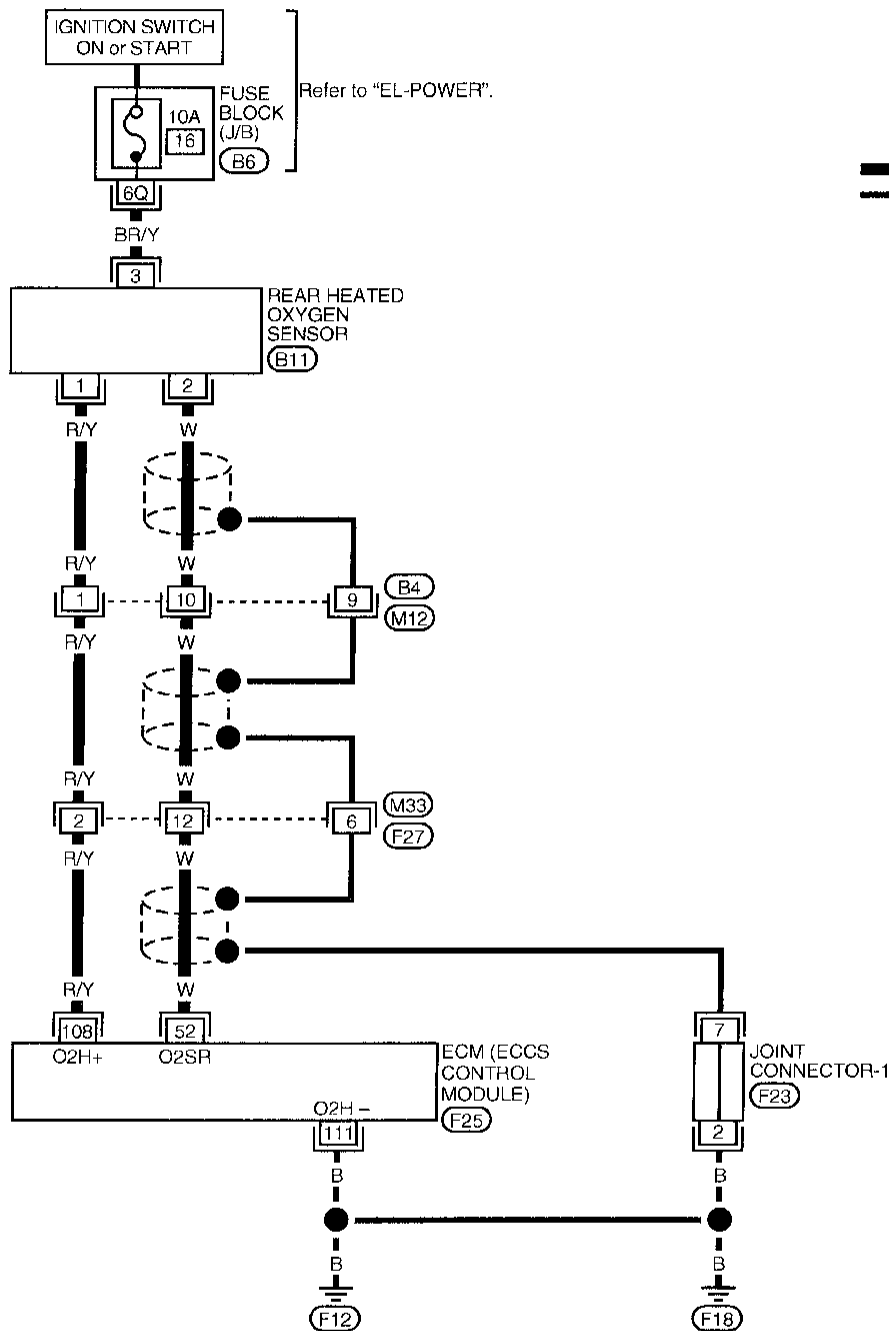 IGNITION SWITCH
ON or START
Refer to "EL-POWER".
FUSE
BLOCK
(J/B)
10A
16
B6
6Q
BR/Y
3
REAR HEATED
OXYGEN
SENSOR
B11
1 2
R/Y W
R/Y W
1 10 9
B4
M12
R/Y W
R/Y W
2 12 6
M33
F27
R/Y W
R/Y W
108 52 7
O2H+ O2SR
ECM (ECCS
CONTROL
MODULE)
F25
JOINT
CONNECTOR-1
F23
O2H –
111 2
B B
B B
F12 F18